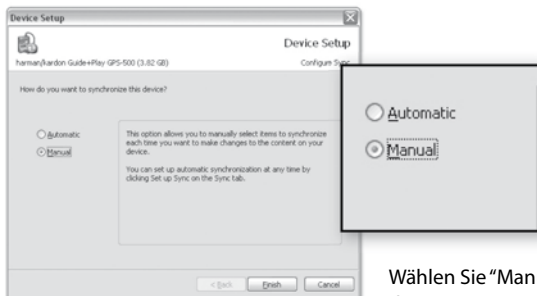 Device Setup
Device Setup
harman/kardon Guide+Play GPS-500 (3.82 GB)
Configure Sync
How do you want to synchronize this device?
Automatic
Manual
This option allows you to manually select items to synchronize
each time you want to make changes to the content on your
device.
You can set up automatic synchronization at any time by
clicking Set up Sync on the Sync tab.
< Back
Finish
Cancel
Automatic
Manual
Wählen Sie “Man